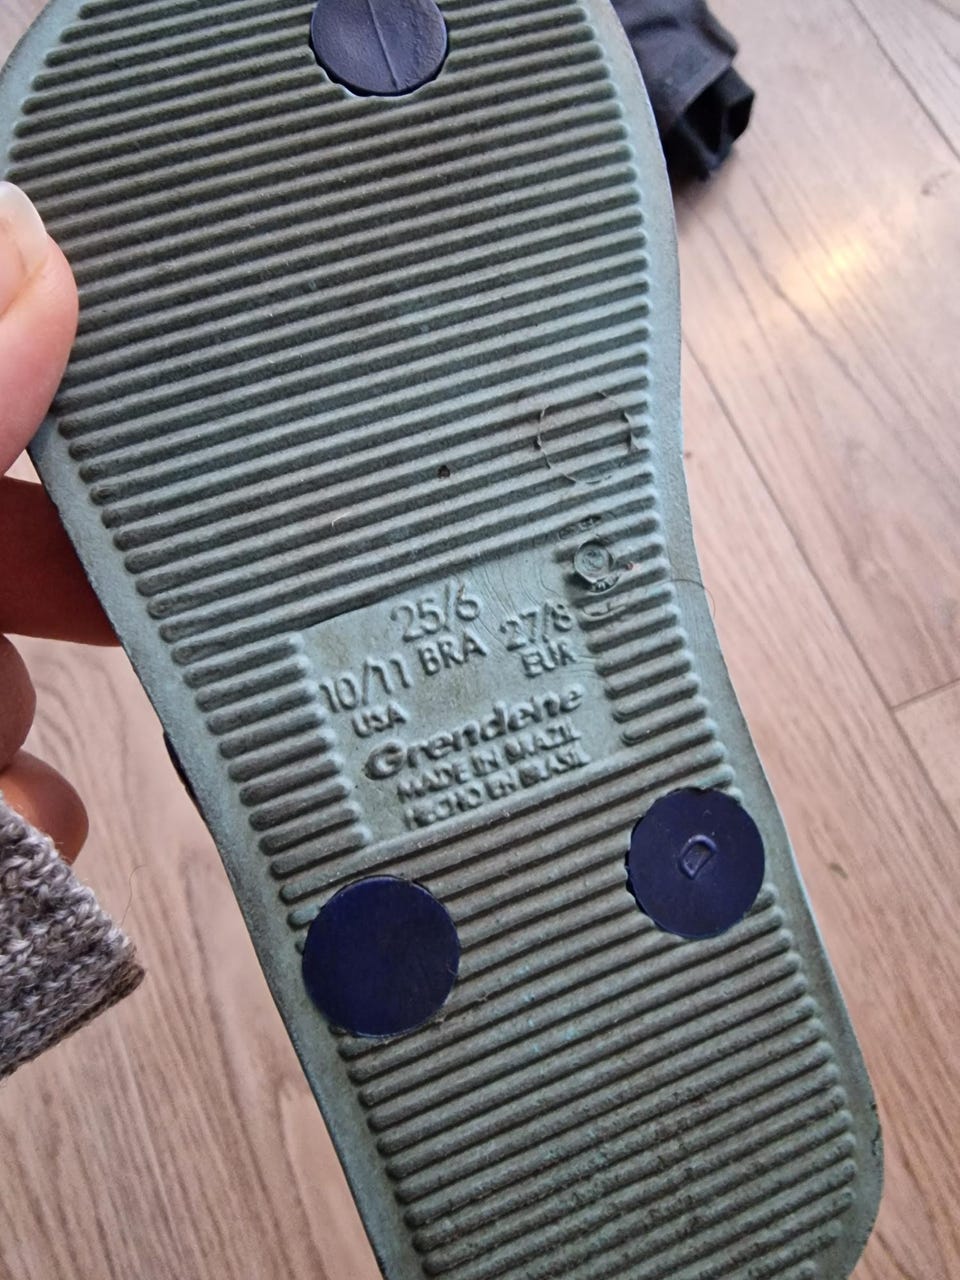 25/6
BRA
27/8
EUR
10/11
USA
Grendene
MADE IN BRAZIL
HECHO EN BRASIL
D